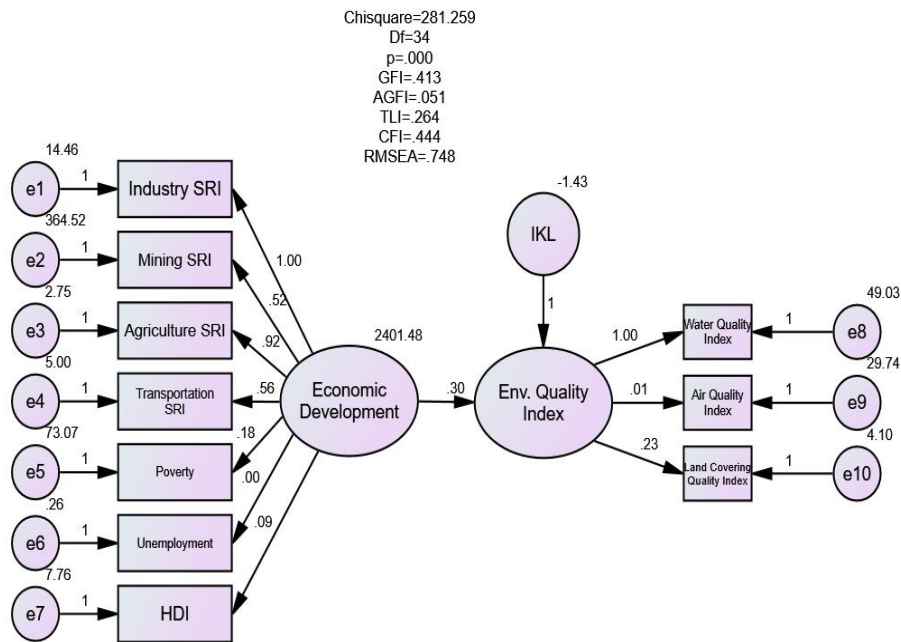 Chisquare=281.259
Df=34
p=.000
GFI=.413
AGFI=.051
TLI=.264
CFI=.444
RMSEA=.748
14.46
e1
1
Industry SRI
364.52
e2
1
Mining SRI
2.75
e3
1
Agriculture SRI
5.00
e4
1
Transportation
SRI
73.07
e5
1
Poverty
.26
e6
1
Unemployment
7.76
e7
1
HDI
1.00
.52
.92
.56
.18
.00
.09
2401.48
Economic
Development
.30
-1.43
IKL
1
Env. Quality
Index
1.00
.01
.23
Water Quality
Index
1
49.03
e8
Air Quality
Index
1
29.74
e9
Land Covering
Quality Index
1
4.10
e10